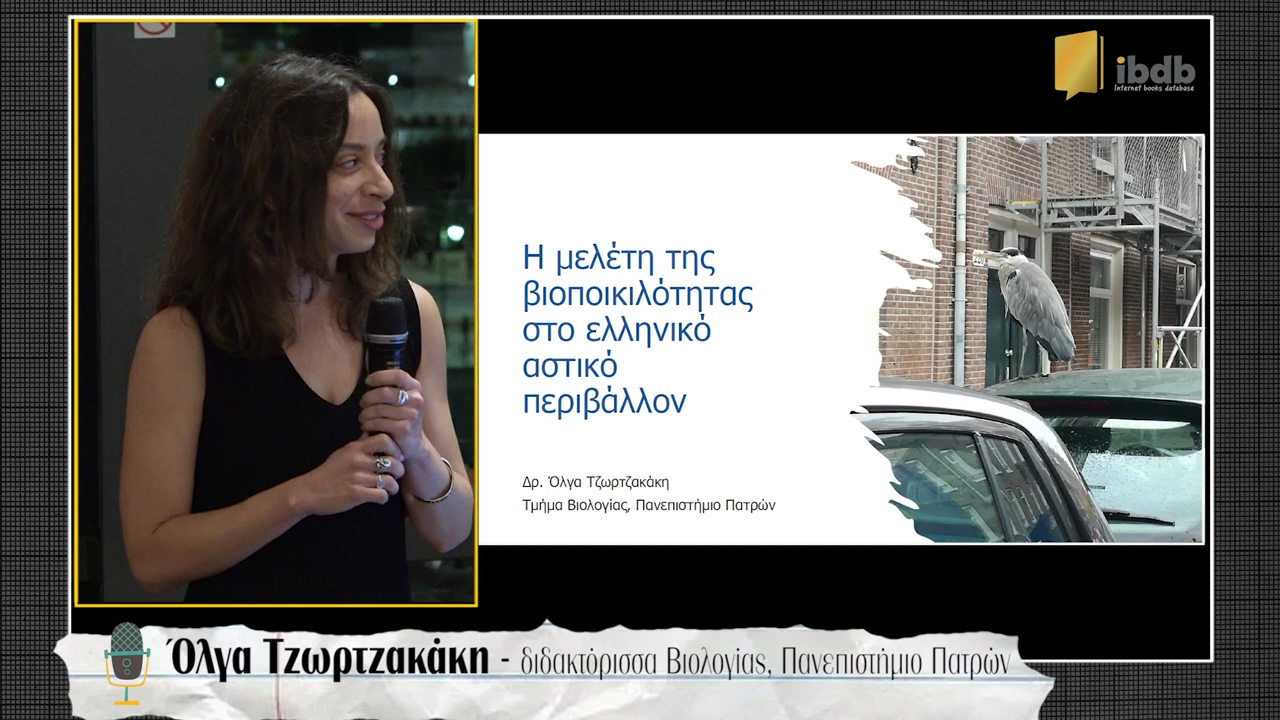 ibdb
Internet books database
Η μελέτη της
βιοποικιλότητας
στο ελληνικό
αστικό
περιβάλλον
Δρ. Όλγα Τζωρτζακάκη
Τμήμα Βιολογίας, Πανεπιστήμιο Πατρών
Όλγα Τζωρτζακάκη - διδακτόρισσα Βιολογίας, Πανεπιστήμιο Πατρών